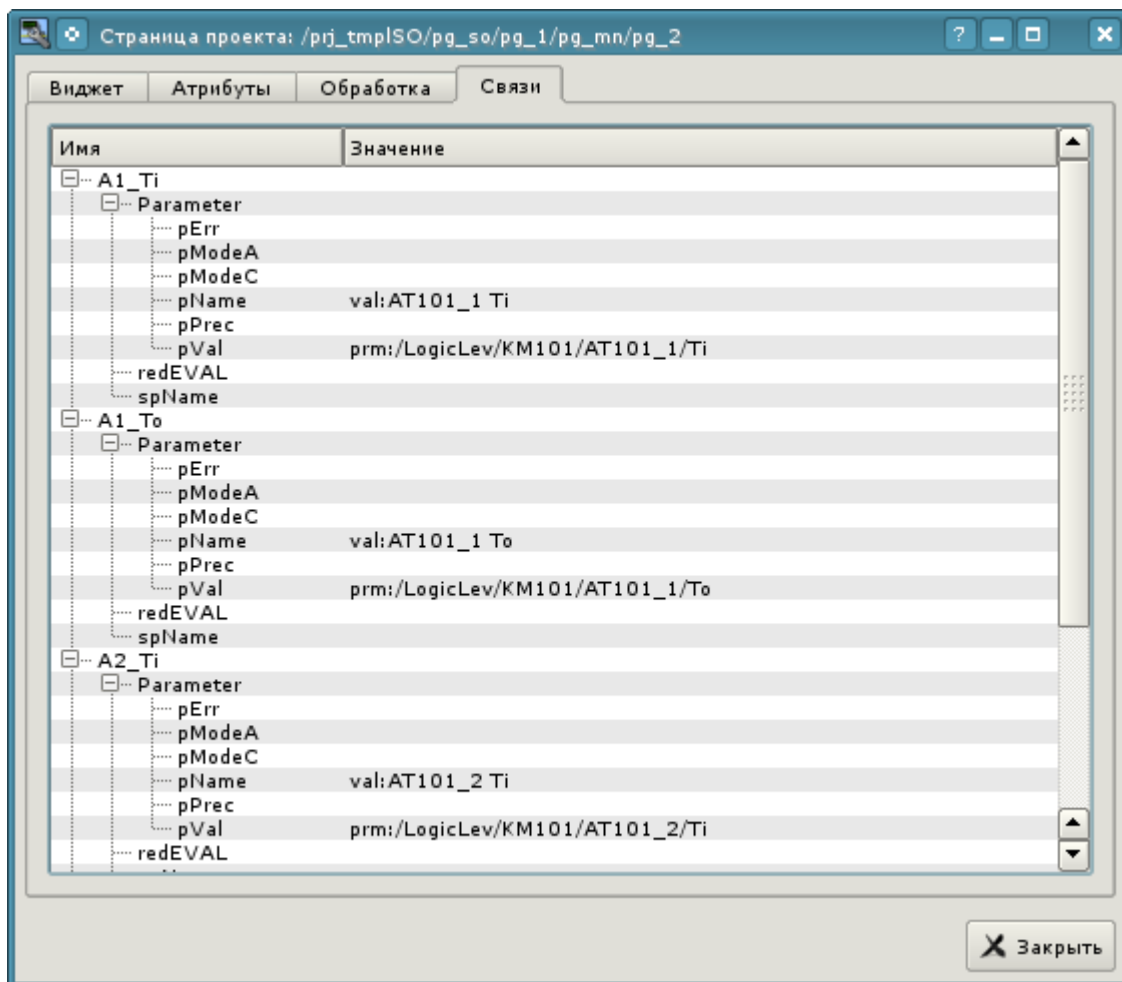 Страница проекта: /prj_tmplSO/pg_so/pg_1/pg_mn/pg_2
Виджет Атрибуты Обработка Связи
Имя Значение
A1_Ti
Parameter
pErr
pModeA
pModeC
pName val:AT101_1 Ti
pPrec
pVal prm:/LogicLev/KM101/AT101_1/Ti
redEVAL
spName
A1_To
Parameter
pErr
pModeA
pModeC
pName val:AT101_1 To
pPrec
pVal prm:/LogicLev/KM101/AT101_1/To
redEVAL
spName
A2_Ti
Parameter
pErr
pModeA
pModeC
pName val:AT101_2 Ti
pPrec
pVal prm:/LogicLev/KM101/AT101_2/Ti
redEVAL
Закрыть